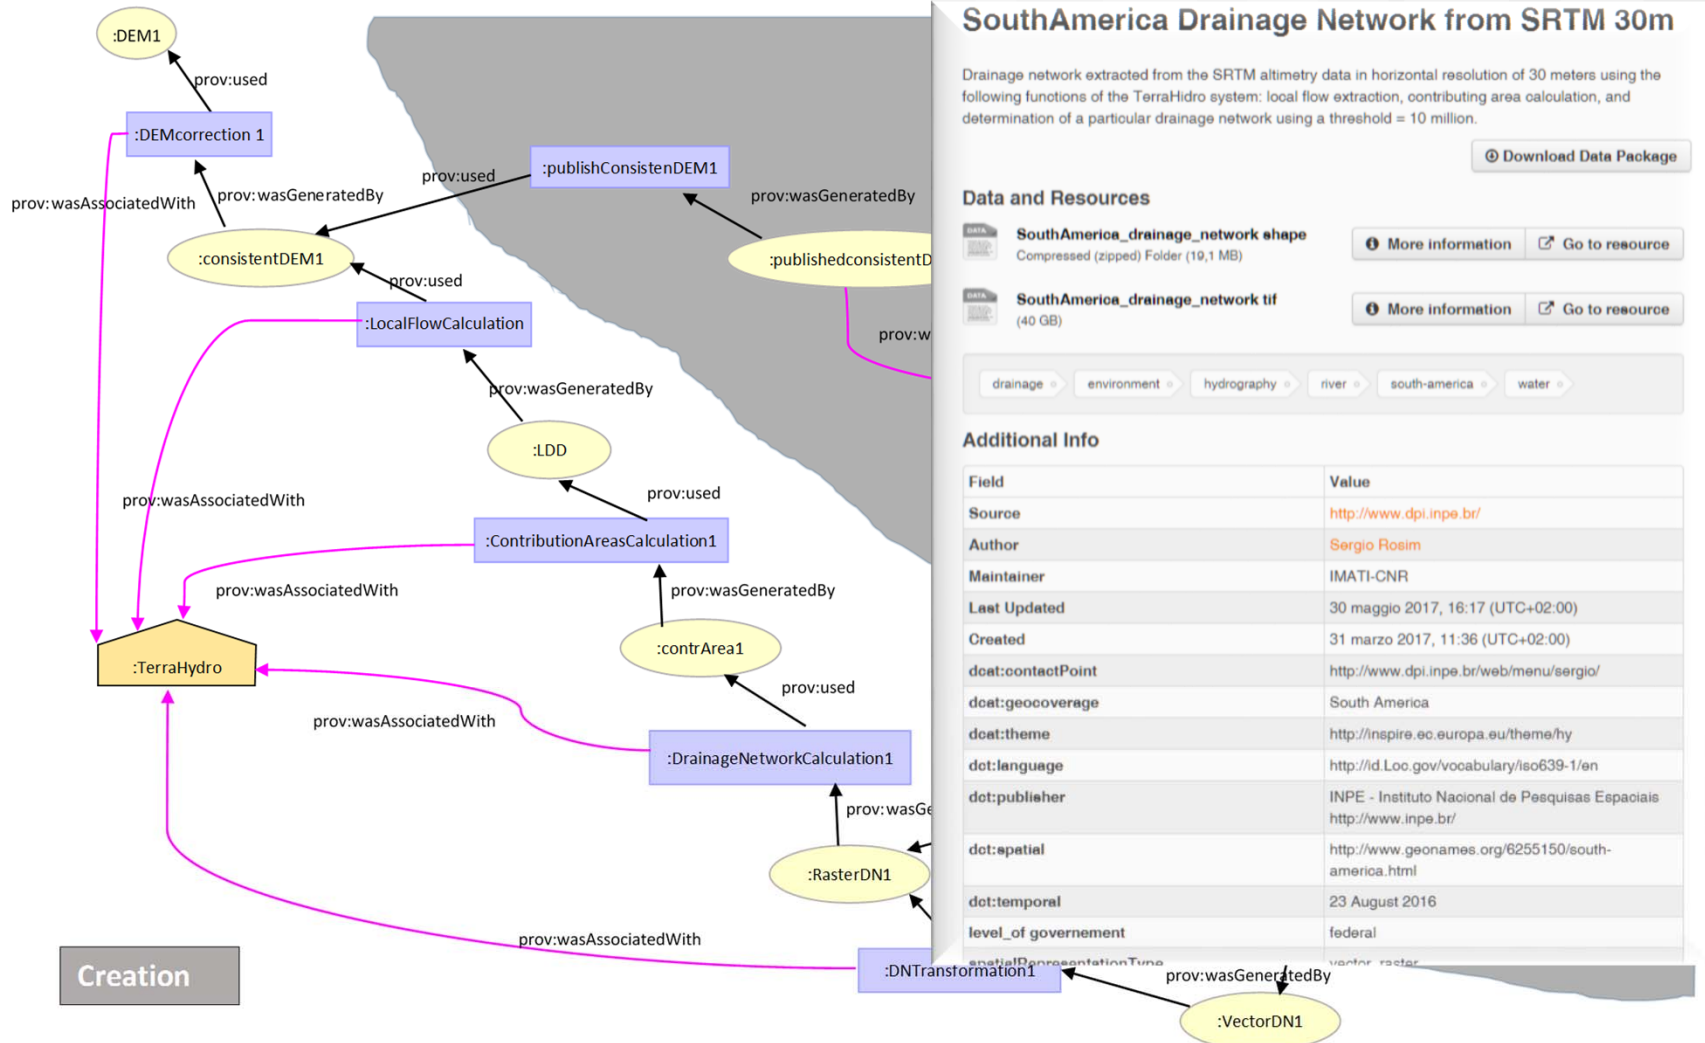 :DEM1
prov:used
:DEMcorrection 1
prov:wasAssociatedWith
prov:wasGeneratedBy
:consistentDEM1
prov:used
:publishConsistenDEM1
prov:wasGeneratedBy
:publishedconsistentD
prov:w
prov:used
:LocalFlowCalculation
prov:wasGeneratedBy
:LDD
prov:wasAssociatedWith
prov:used
:ContributionAreasCalculation1
prov:wasAssociatedWith
prov:wasGeneratedBy
:contrArea1
:TerraHydro
prov:used
prov:wasAssociatedWith
:DrainageNetworkCalculation1
prov:wasGe
:RasterDN1
prov:wasAssociatedWith
:DNTransformation1
prov:wasGeneratedBy
:VectorDN1
Creation
SouthAmerica Drainage Network from SRTM 30m
Drainage network extracted from the SRTM altimetry data in horizontal resolution of 30 meters using the
following functions of the TerraHidro system: local flow extraction, contributing area calculation, and
determination of a particular drainage network using a threshold = 10 million.
Download Data Package
Data and Resources
DATA
SouthAmerica_drainage_network shape
Compressed (zipped) Folder (19,1 MB)
More information
Go to resource
DATA
SouthAmerica_drainage_network tif
(40 GB)
More information
Go to resource
drainage environment hydrography river south-america water
Additional Info
Field Value
Source http://www.dpi.inpe.br/
Author Sergio Rosim
Maintainer IMATI-CNR
Last Updated 30 maggio 2017, 16:17 (UTC+02:00)
Created 31 marzo 2017, 11:36 (UTC+02:00)
dcat:contactPoint http://www.dpi.inpe.br/web/menu/sergio/
dcat:geocoverage South America
dcat:theme http://inspire.ec.europa.eu/theme/hy
dct:language http://id.Loc.gov/vocabulary/iso639-1/en
dct:publisher INPE - Instituto Nacional de Pesquisas Espaciais
http://www.inpe.br/
dct:spatial http://www.geonames.org/6255150/south-
america.html
dct:temporal 23 August 2016
level_of governement federal
spatialRepresentationType vector, raster